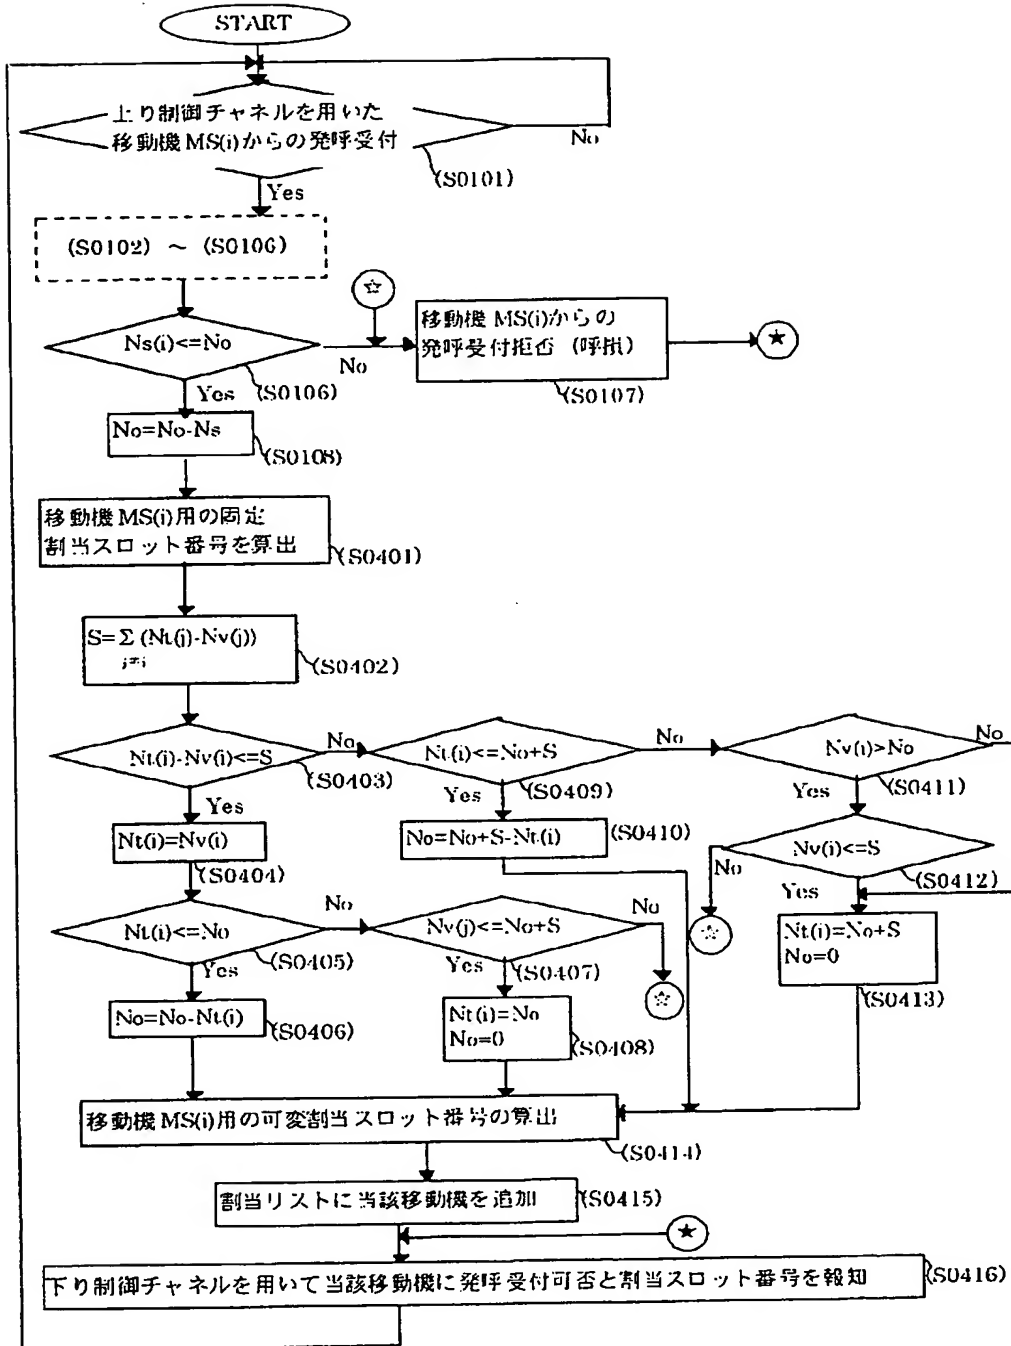 START
上り制御チャネルを用いた
移動機MS(i)からの発呼受付
No
(S0101)
Yes
(S0102) ～ (S0106)
☆
Ns(i)<=No
No
移動機MS(i)からの
発呼受付拒否 (呼損)
★
(S0106)
(S0107)
Yes
No=No-Ns
(S0108)
移動機MS(i)用の固定
割当スロット番号を算出
(S0401)
S=Σ(Nt(j)-Nv(j))
j≠i
(S0402)
Nt(i)-Nv(i)<=S
No
(S0403)
Yes
Nt(i)<=No+S
No
(S0409)
Yes
Nv(i)>No
No
(S0411)
Yes
Nt(i)=Nv(i)
(S0404)
No=No+S-Nt(i)
(S0410)
Nv(i)<=S
No
(S0412)
Yes
☆
Nt(i)<=No
No
(S0405)
Yes
Nv(j)<=No+S
No
(S0407)
Yes
☆
Nt(i)=No+S
No=0
(S0413)
No=No-Nt(i)
(S0406)
Nt(i)=No
No=0
(S0408)
移動機MS(i)用の可変割当スロット番号の算出
(S0414)
割当リストに当該移動機を追加
(S0415)
★
下り制御チャネルを用いて当該移動機に発呼受付可否と割当スロット番号を報知
(S0416)